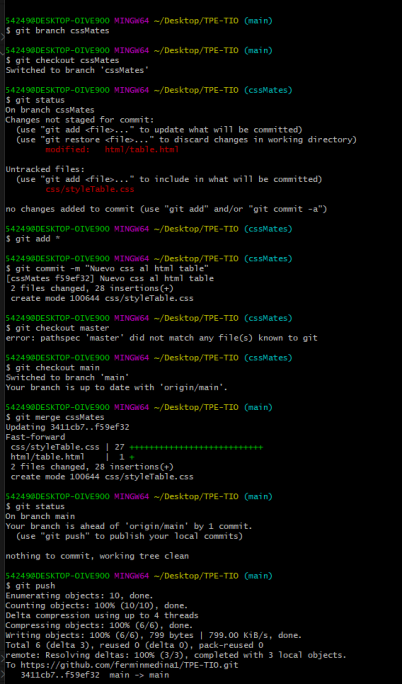 54249@DESKTOP-OIVE900 MINGW64 ~/Desktop/TPE-TIO (main)
$ git branch cssMates
54249@DESKTOP-OIVE900 MINGW64 ~/Desktop/TPE-TIO (main)
$ git checkout cssMates
Switched to branch 'cssMates'
54249@DESKTOP-OIVE900 MINGW64 ~/Desktop/TPE-TIO (cssMates)
$ git status
On branch cssMates
Changes not staged for commit:
(use "git add <file>..." to update what will be committed)
(use "git restore <file>..." to discard changes in working directory)
modified:   html/table.html
Untracked files:
(use "git add <file>..." to include in what will be committed)
css/styleTable.css
no changes added to commit (use "git add" and/or "git commit -a")
54249@DESKTOP-OIVE900 MINGW64 ~/Desktop/TPE-TIO (cssMates)
$ git add *
54249@DESKTOP-OIVE900 MINGW64 ~/Desktop/TPE-TIO (cssMates)
$ git commit -m "Nuevo css al html table"
[cssMates f59ef32] Nuevo css al html table
2 files changed, 28 insertions(+)
create mode 100644 css/styleTable.css
54249@DESKTOP-OIVE900 MINGW64 ~/Desktop/TPE-TIO (cssMates)
$ git checkout master
error: pathspec 'master' did not match any file(s) known to git
54249@DESKTOP-OIVE900 MINGW64 ~/Desktop/TPE-TIO (cssMates)
$ git checkout main
Switched to branch 'main'
Your branch is up to date with 'origin/main'.
54249@DESKTOP-OIVE900 MINGW64 ~/Desktop/TPE-TIO (main)
$ git merge cssMates
Updating 3411cb7..f59ef32
Fast-forward
css/styleTable.css | 27 +++++++++++++++++++++++++++
html/table.html    |  1 +
2 files changed, 28 insertions(+)
create mode 100644 css/styleTable.css
54249@DESKTOP-OIVE900 MINGW64 ~/Desktop/TPE-TIO (main)
$ git status
On branch main
Your branch is ahead of 'origin/main' by 1 commit.
(use "git push" to publish your local commits)
nothing to commit, working tree clean
54249@DESKTOP-OIVE900 MINGW64 ~/Desktop/TPE-TIO (main)
$ git push
Enumerating objects: 10, done.
Counting objects: 100% (10/10), done.
Delta compression using up to 4 threads
Compressing objects: 100% (6/6), done.
Writing objects: 100% (6/6), 799 bytes | 799.00 KiB/s, done.
Total 6 (delta 3), reused 0 (delta 0), pack-reused 0
remote: Resolving deltas: 100% (3/3), completed with 3 local objects.
To https://github.com/ferminmedina1/TPE-TIO.git
3411cb7..f59ef32  main -> main